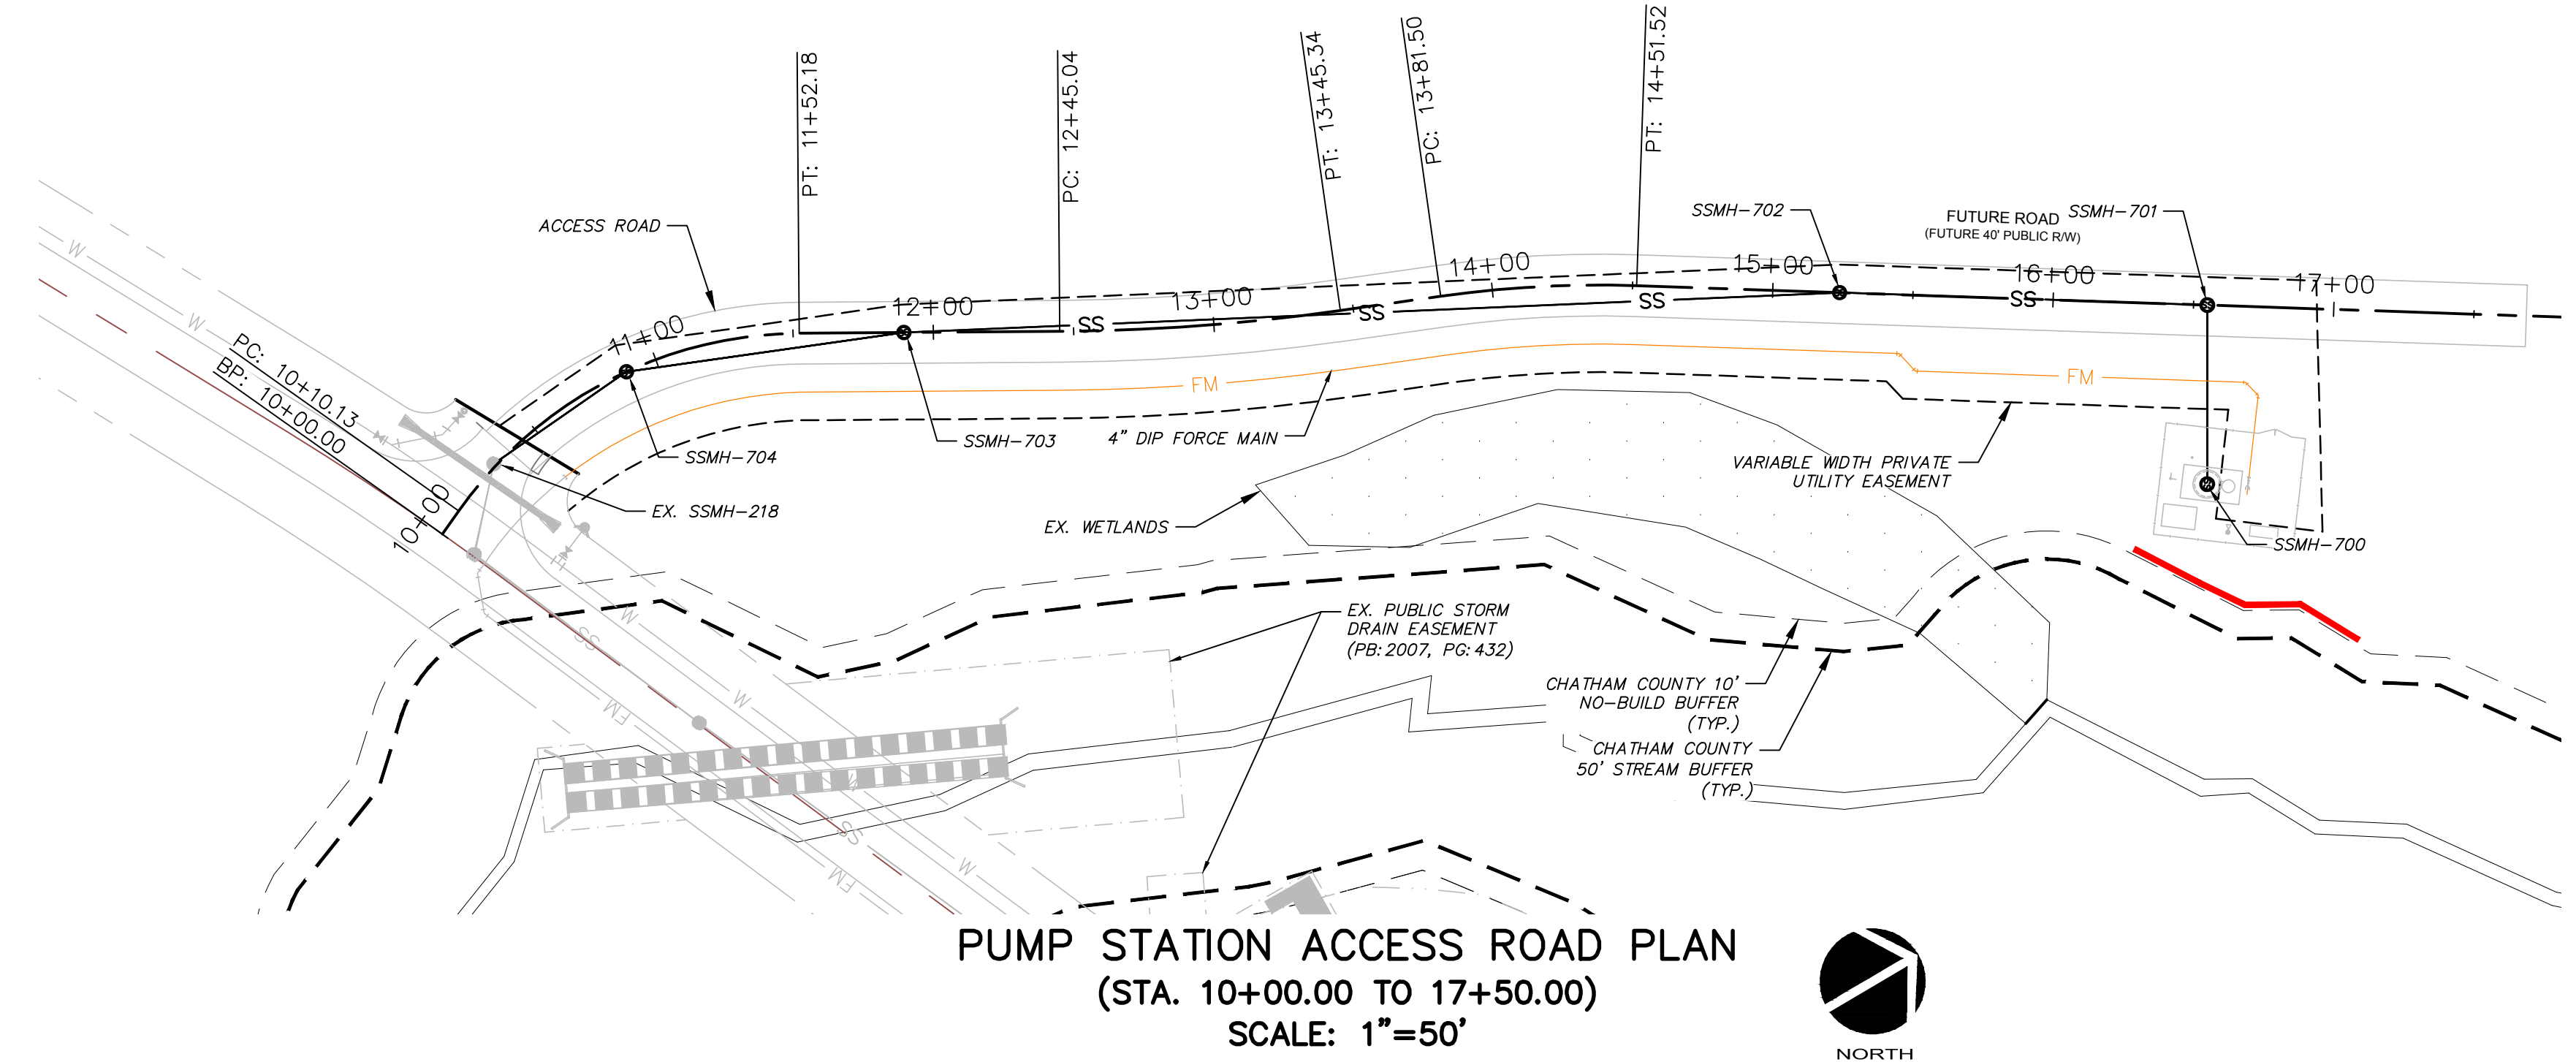 PT: 11+52.18
PC: 12+45.04
PT: 13+45.34
PC: 13+81.50
PT: 14+51.52
ACCESS ROAD
SSMH-702
FUTURE ROAD
(FUTURE 40' PUBLIC R/W)
SSMH-701
W
W
PC: 10+10.13
BP: 10+00.00
10+00
11+00
12+00
13+00
14+00
15+00
16+00
17+00
SS
SS
SS
SS
FM
FM
SSMH-704
SSMH-703
4" DIP FORCE MAIN
VARIABLE WIDTH PRIVATE
UTILITY EASEMENT
EX. SSMH-218
EX. WETLANDS
SSMH-700
EX. PUBLIC STORM
DRAIN EASEMENT
(PB:2007, PG:432)
CHATHAM COUNTY 10'
NO-BUILD BUFFER
(TYP.)
CHATHAM COUNTY
50' STREAM BUFFER
(TYP.)
SS
W
FM
W
W
SS
FM
W
PUMP STATION ACCESS ROAD PLAN
(STA. 10+00.00 TO 17+50.00)
SCALE: 1"=50'
NORTH